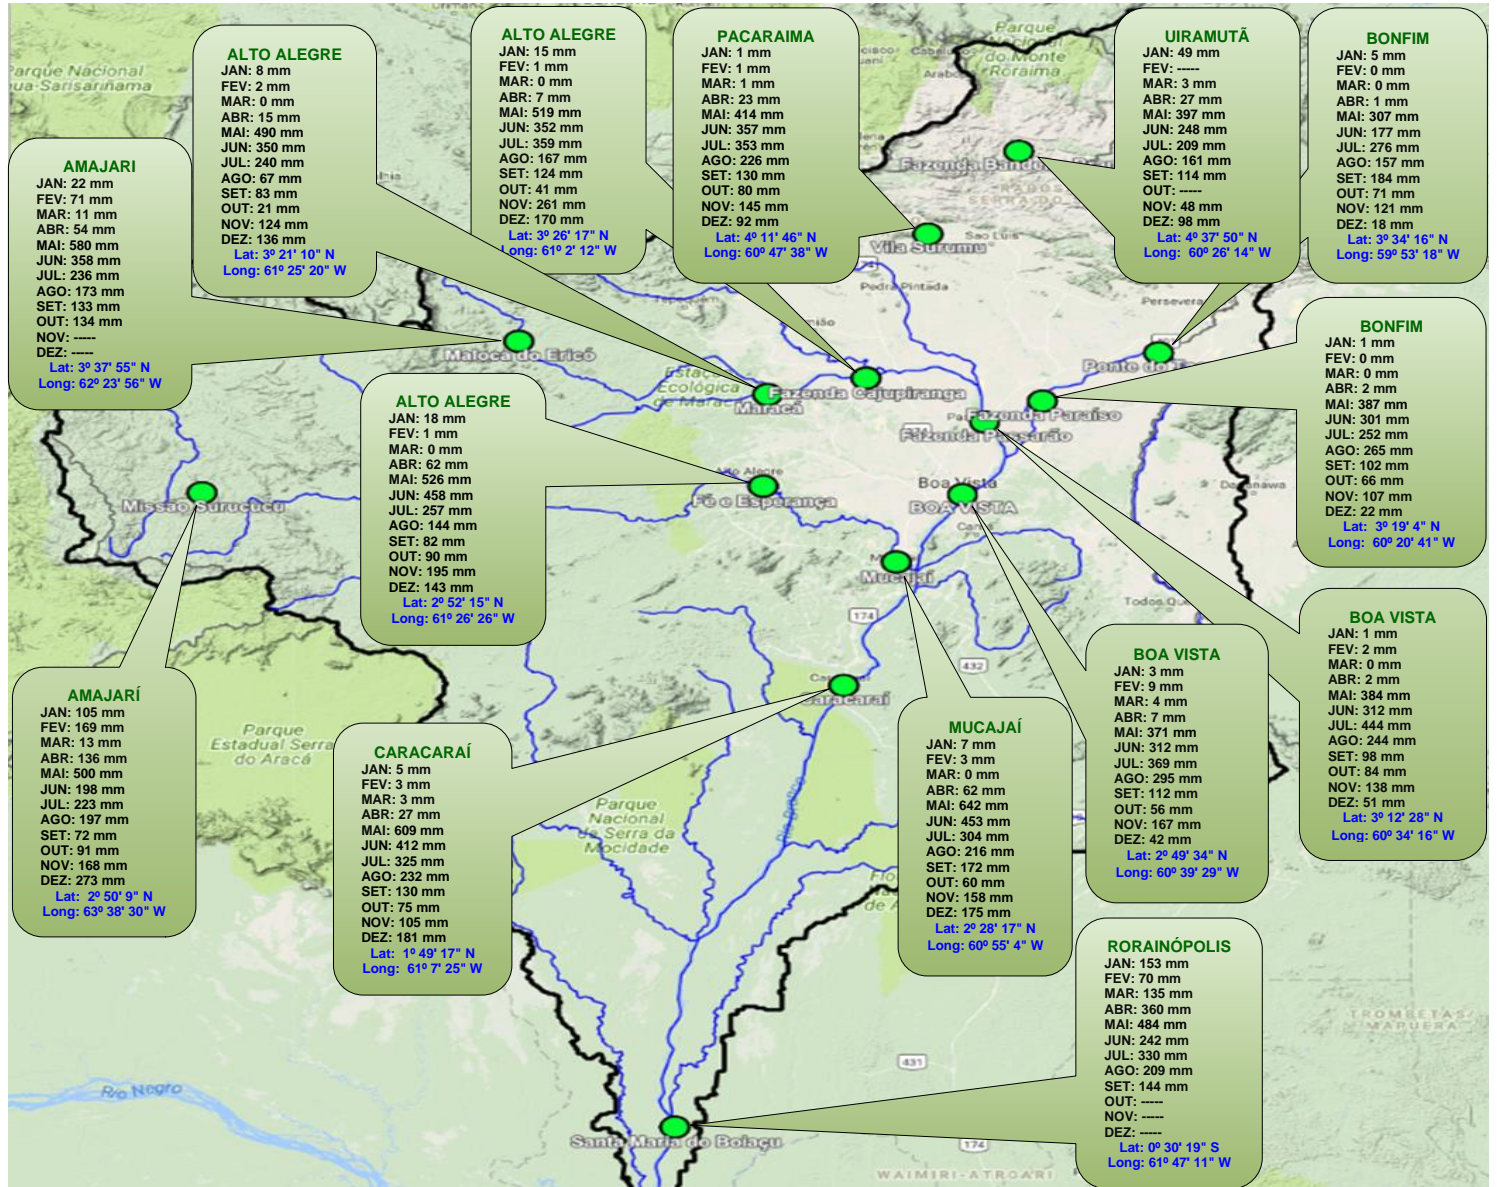 ALTO ALEGRE
JAN: 8 mm
FEV: 2 mm
MAR: 0 mm
ABR: 15 mm
MAI: 490 mm
JUN: 350 mm
JUL: 240 mm
AGO: 67 mm
SET: 83 mm
OUT: 21 mm
NOV: 124 mm
DEZ: 136 mm
Lat: 3º 21' 10" N
Long: 61º 25' 20" W
ALTO ALEGRE
JAN: 15 mm
FEV: 1 mm
MAR: 0 mm
ABR: 7 mm
MAI: 519 mm
JUN: 352 mm
JUL: 359 mm
AGO: 167 mm
SET: 124 mm
OUT: 41 mm
NOV: 261 mm
DEZ: 170 mm
Lat: 3º 26' 17" N
Long: 61º 2' 12" W
PACARAIMA
JAN: 1 mm
FEV: 1 mm
MAR: 1 mm
ABR: 23 mm
MAI: 414 mm
JUN: 357 mm
JUL: 353 mm
AGO: 226 mm
SET: 130 mm
OUT: 80 mm
NOV: 145 mm
DEZ: 92 mm
Lat: 4º 11' 46" N
Long: 60º 47' 38" W
UIRAMUTÃ
JAN: 49 mm
FEV: -----
MAR: 3 mm
ABR: 27 mm
MAI: 397 mm
JUN: 248 mm
JUL: 209 mm
AGO: 161 mm
SET: 114 mm
OUT: -----
NOV: 48 mm
DEZ: 98 mm
Lat: 4º 37' 50" N
Long: 60º 26' 14" W
BONFIM
JAN: 5 mm
FEV: 0 mm
MAR: 0 mm
ABR: 1 mm
MAI: 307 mm
JUN: 177 mm
JUL: 276 mm
AGO: 157 mm
SET: 184 mm
OUT: 71 mm
NOV: 121 mm
DEZ: 18 mm
Lat: 3º 34' 16" N
Long: 59º 53' 18" W
AMAJARI
JAN: 22 mm
FEV: 71 mm
MAR: 11 mm
ABR: 54 mm
MAI: 580 mm
JUN: 358 mm
JUL: 236 mm
AGO: 173 mm
SET: 133 mm
OUT: 134 mm
NOV: -----
DEZ: -----
Lat: 3º 37' 55" N
Long: 62º 23' 56" W
BONFIM
JAN: 1 mm
FEV: 0 mm
MAR: 0 mm
ABR: 2 mm
MAI: 387 mm
JUN: 301 mm
JUL: 252 mm
AGO: 265 mm
SET: 102 mm
OUT: 66 mm
NOV: 107 mm
DEZ: 22 mm
Lat: 3º 19' 4" N
Long: 60º 20' 41" W
ALTO ALEGRE
JAN: 18 mm
FEV: 1 mm
MAR: 0 mm
ABR: 62 mm
MAI: 526 mm
JUN: 458 mm
JUL: 257 mm
AGO: 144 mm
SET: 82 mm
OUT: 90 mm
NOV: 195 mm
DEZ: 143 mm
Lat: 2º 52' 15" N
Long: 61º 26' 26" W
BOA VISTA
JAN: 1 mm
FEV: 2 mm
MAR: 0 mm
ABR: 2 mm
MAI: 384 mm
JUN: 312 mm
JUL: 444 mm
AGO: 244 mm
SET: 98 mm
OUT: 84 mm
NOV: 138 mm
DEZ: 51 mm
Lat: 3º 12' 28" N
Long: 60º 34' 16" W
BOA VISTA
JAN: 3 mm
FEV: 9 mm
MAR: 4 mm
ABR: 7 mm
MAI: 371 mm
JUN: 312 mm
JUL: 369 mm
AGO: 295 mm
SET: 112 mm
OUT: 56 mm
NOV: 167 mm
DEZ: 42 mm
Lat: 2º 49' 34" N
Long: 60º 39' 29" W
AMAJARÍ
JAN: 105 mm
FEV: 169 mm
MAR: 13 mm
ABR: 136 mm
MAI: 500 mm
JUN: 198 mm
JUL: 223 mm
AGO: 197 mm
SET: 72 mm
OUT: 91 mm
NOV: 168 mm
DEZ: 273 mm
Lat: 2º 50' 9" N
Long: 63º 38' 30" W
CARACARAÍ
JAN: 5 mm
FEV: 3 mm
MAR: 3 mm
ABR: 27 mm
MAI: 609 mm
JUN: 412 mm
JUL: 325 mm
AGO: 232 mm
SET: 130 mm
OUT: 75 mm
NOV: 105 mm
DEZ: 181 mm
Lat: 1º 49' 17" N
Long: 61º 7' 25" W
MUCAJAÍ
JAN: 7 mm
FEV: 3 mm
MAR: 0 mm
ABR: 62 mm
MAI: 642 mm
JUN: 453 mm
JUL: 304 mm
AGO: 216 mm
SET: 172 mm
OUT: 60 mm
NOV: 158 mm
DEZ: 175 mm
Lat: 2º 28' 17" N
Long: 60º 55' 4" W
RORAINÓPOLIS
JAN: 153 mm
FEV: 70 mm
MAR: 135 mm
ABR: 360 mm
MAI: 484 mm
JUN: 242 mm
JUL: 330 mm
AGO: 209 mm
SET: 144 mm
OUT: -----
NOV: -----
DEZ: -----
Lat: 0º 30' 19" S
Long: 61º 47' 11" W
Parque
do Monte
Roraima
Parque Nacional
Vila Surumu
Sao Luis
Pedra Pintada
Maloca do Ericó
Ecológica
Maracá
Fazenda Cajupiranga
Fazenda Paraíso
Fazenda Passarão
Missão Surucucu
Fé e Esperança
Boa Vista
BOA VISTA
Mucajaí
174
432
Caracaraí
Parque
Estadual Serra
do Aracá
Parque
Nacional
da Serra da
Mocidade
Rio Branco
Rio Negro
431
174
Santa Maria do Boiaçu
TROMBETAS/
MAPUERA
WAIMIRI-ATROARI